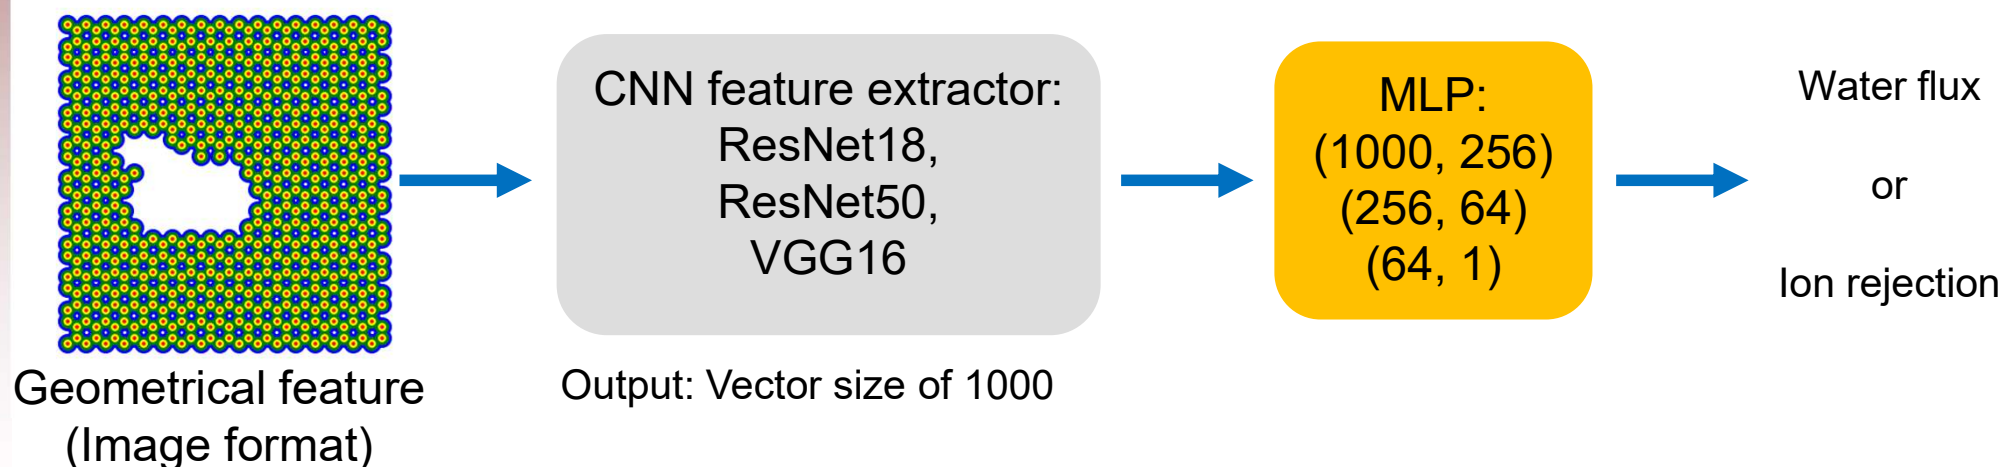 Geometrical feature
(Image format)
CNN feature extractor:
ResNet18,
ResNet50,
VGG16
Output: Vector size of 1000
MLP:
(1000, 256)
(256, 64)
(64, 1)
Water flux
or
Ion rejection